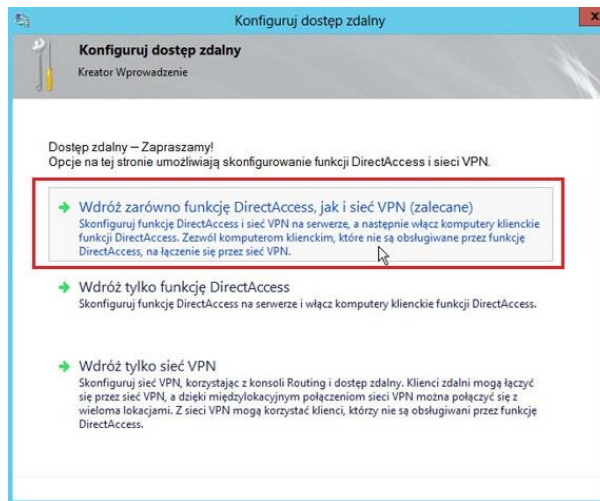 Konfiguruj dostęp zdalny
x
Konfiguruj dostęp zdalny
Kreator Wprowadzenie
Dostęp zdalny — Zapraszamy!
Opcje na tej stronie umożliwiają skonfigurowanie funkcji DirectAccess i sieci VPN.
Wdróż zarówno funkcję DirectAccess, jak i sieć VPN (zalecane)
Skonfiguruj funkcję DirectAccess i sieć VPN na serwerze, a następnie włącz komputery klienckie
funkcji DirectAccess. Zezwól komputerom klienckim, które nie są obsługiwane przez funkcję
DirectAccess, na łączenie się przez sieć VPN.
Wdróż tylko funkcję DirectAccess
Skonfiguruj funkcję DirectAccess na serwerze i włącz komputery klienckie funkcji DirectAccess.
Wdróż tylko sieć VPN
Skonfiguruj sieć VPN, korzystając z konsoli Routing i dostęp zdalny. Klienci zdalni mogą łączyć
się przez sieć VPN, a dzięki międzylokacyjnym połączeniom sieci VPN można połączyć się z
wieloma lokacjami. Z sieci VPN mogą korzystać klienci, którzy nie są obsługiwani przez funkcję
DirectAccess.